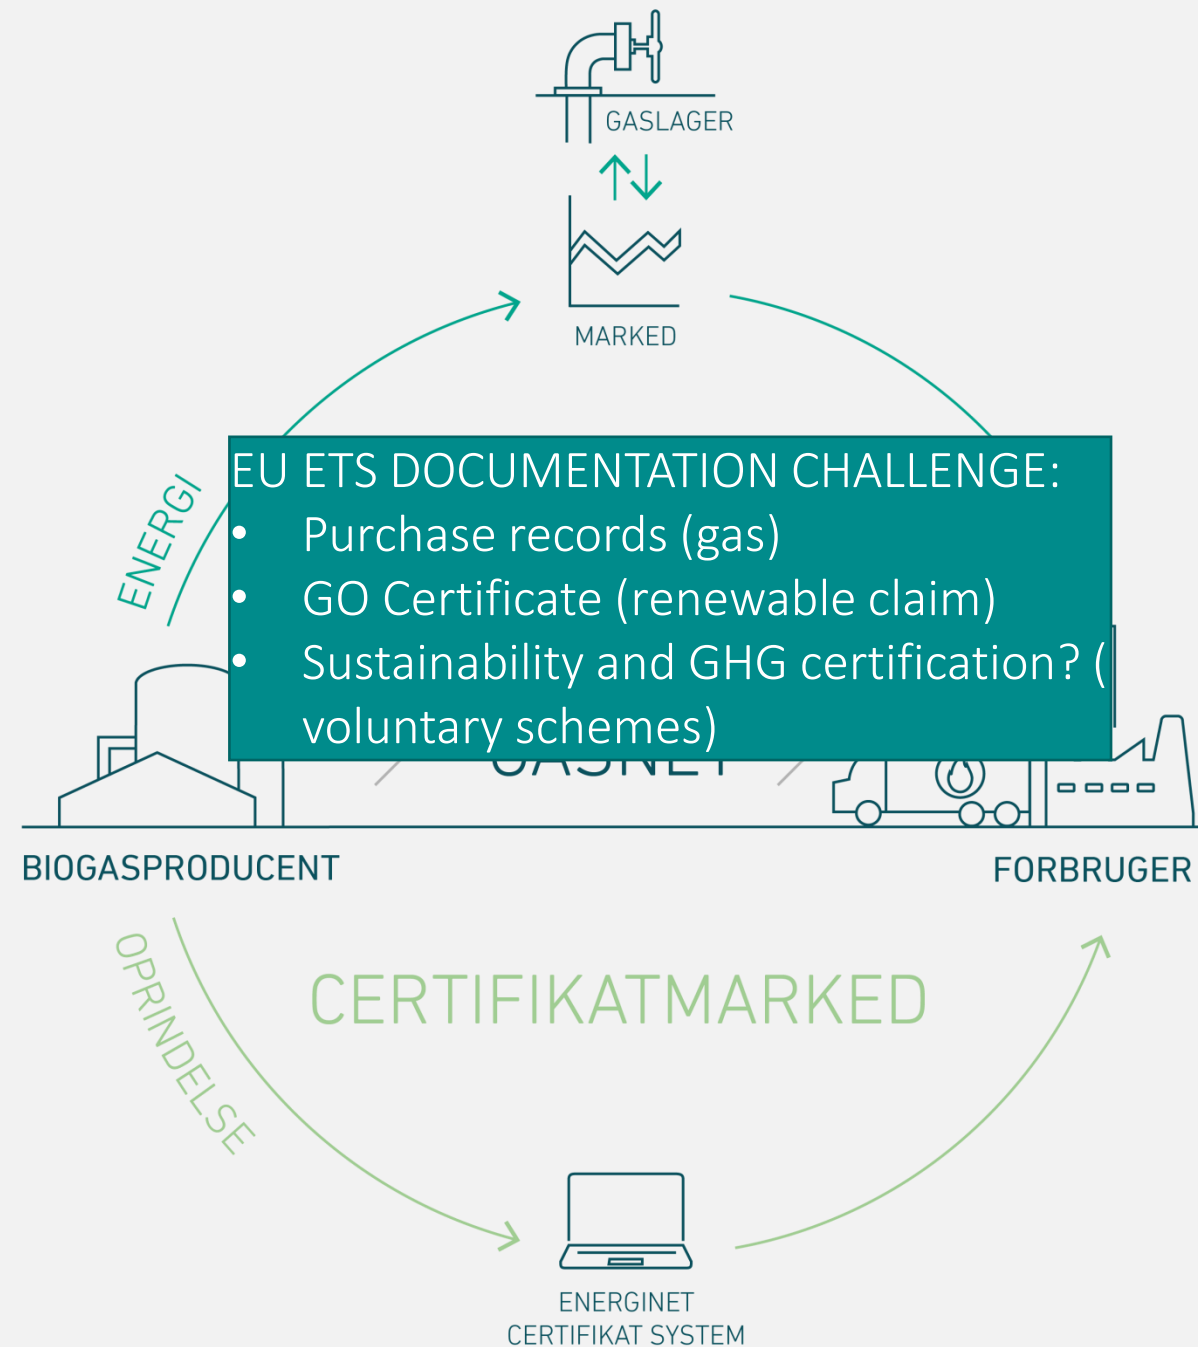 GASLAGER
MARKED
ENERGI
EU ETS DOCUMENTATION CHALLENGE:
• Purchase records (gas)
• GO Certificate (renewable claim)
• Sustainability and GHG certification? (
voluntary schemes)
BIOGASPRODUCENT
FORBRUGER
OPRINDELSE
CERTIFIKATMARKED
ENERGINET
CERTIFIKAT SYSTEM